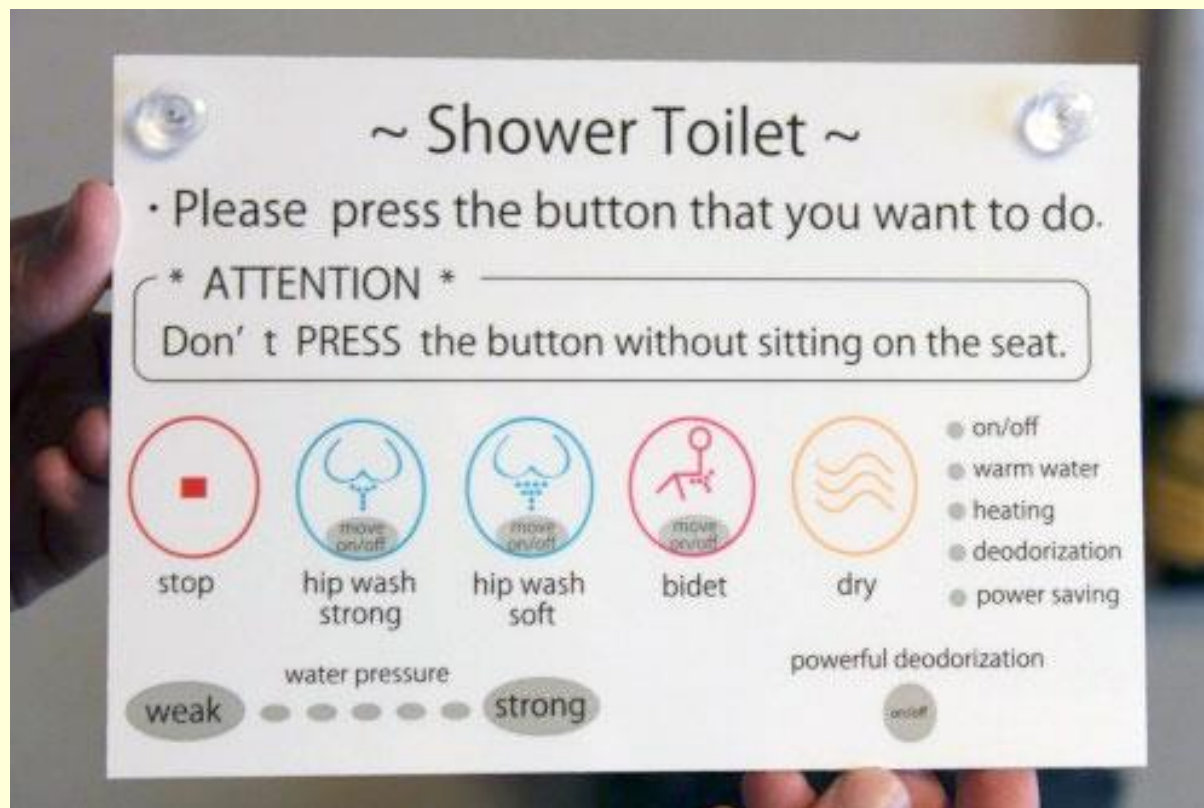 ~ Shower Toilet ~
· Please press the button that you want to do.
* ATTENTION *
Don' t PRESS the button without sitting on the seat.
move
on/off
move
on/off
move
on/off
stop
hip wash
strong
hip wash
soft
bidet
dry
on/off
warm water
heating
deodorization
power saving
water pressure
weak
strong
powerful deodorization
on/off